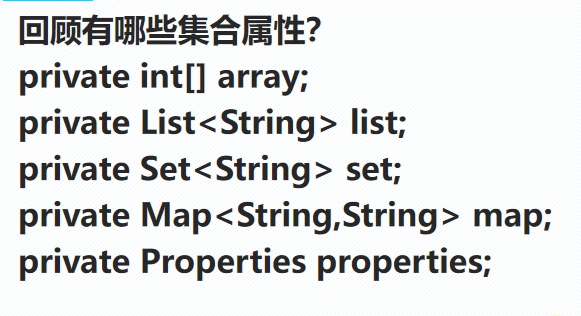 回顾有哪些集合属性?
private int[] array;
private List<String> list;
private Set<String> set;
private Map<String,String> map;
private Properties properties;